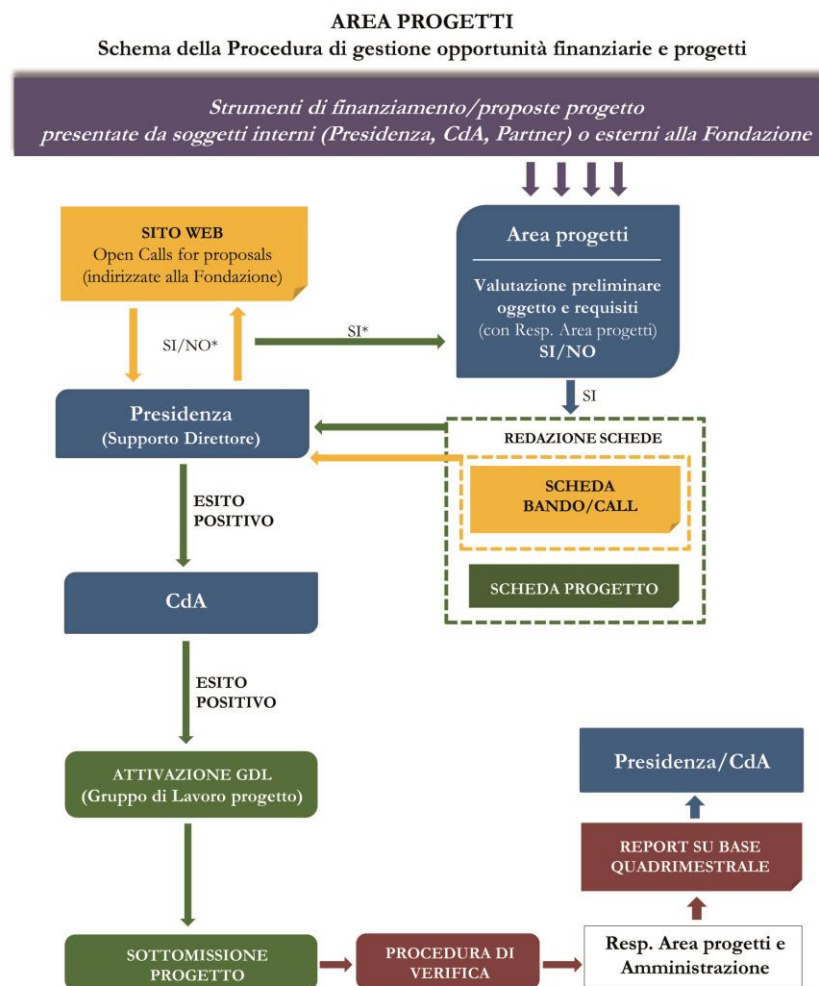 AREA PROGETTI
Schema della Procedura di gestione opportunità finanziarie e progetti
Strumenti di finanziamento/proposte progetto
presentate da soggetti interni (Presidenza, CdA, Partner) o esterni alla Fondazione
SITO WEB
Open Calls for proposals
(indirizzate alla Fondazione)
Area progetti
Valutazione preliminare
oggetto e requisiti
(con Resp. Area progetti)
SI/NO
SI/NO*
SI*
SI
Presidenza
(Supporto Direttore)
REDAZIONE SCHEDE
SCHEDA
BANDO/CALL
SCHEDA PROGETTO
ESITO
POSITIVO
CdA
ESITO
POSITIVO
ATTIVAZIONE GDL
(Gruppo di Lavoro progetto)
Presidenza/CdA
REPORT SU BASE
QUADRIMESTRALE
SOTTOMISSIONE
PROGETTO
PROCEDURA DI
VERIFICA
Resp. Area progetti e
Amministrazione